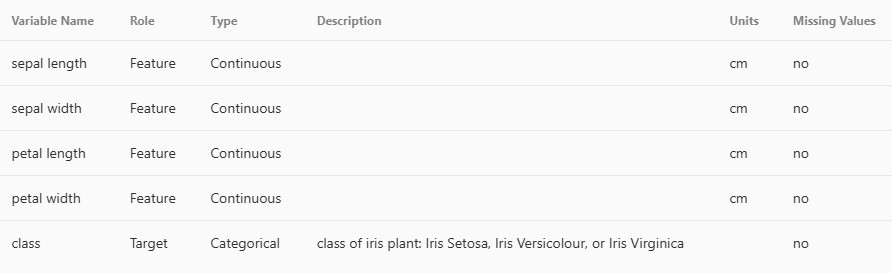 Variable Name Role Type Description Units Missing Values
sepal length Feature Continuous cm no
sepal width Feature Continuous cm no
petal length Feature Continuous cm no
petal width Feature Continuous cm no
class Target Categorical class of iris plant: Iris Setosa, Iris Versicolour, or Iris Virginica no